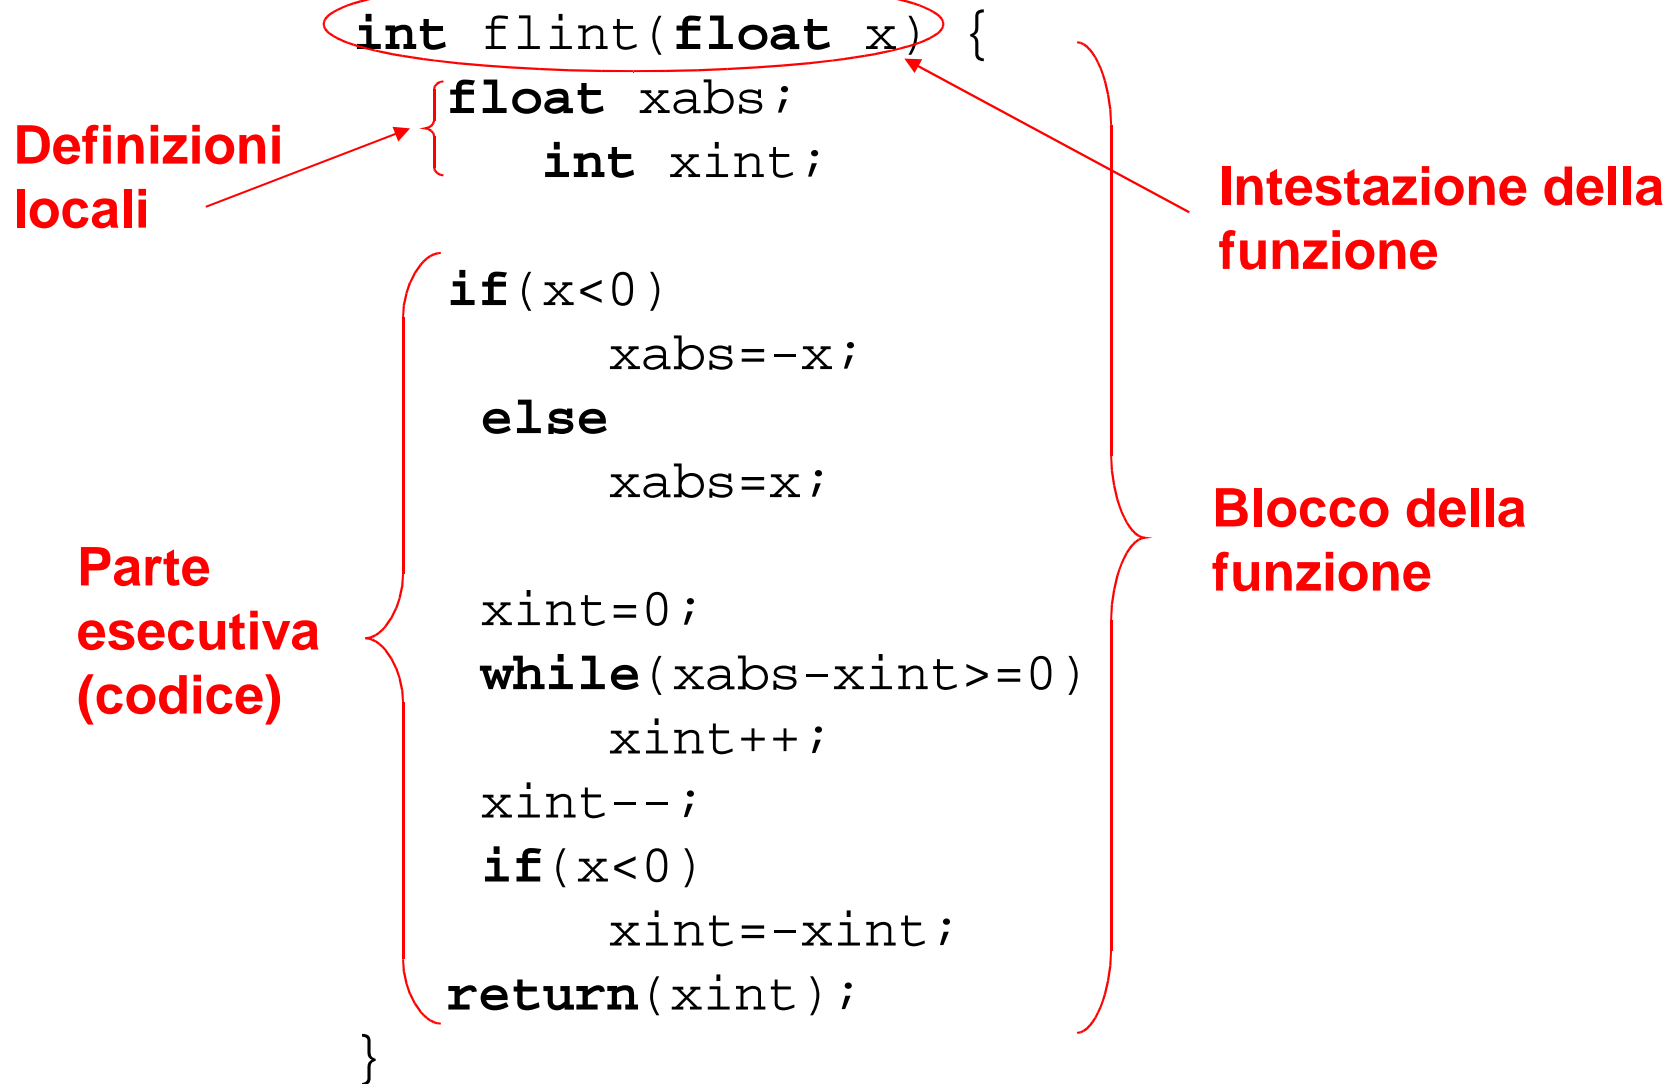 int flint(float x) {
float xabs;
int xint;
Definizioni
locali
Intestazione della
funzione
if(x<0)
xabs=-x;
else
xabs=x;
Blocco della
funzione
Parte
esecutiva
(codice)
xint=0;
while(xabs-xint>=0)
xint++;
xint--;
if(x<0)
xint=-xint;
return(xint);
}